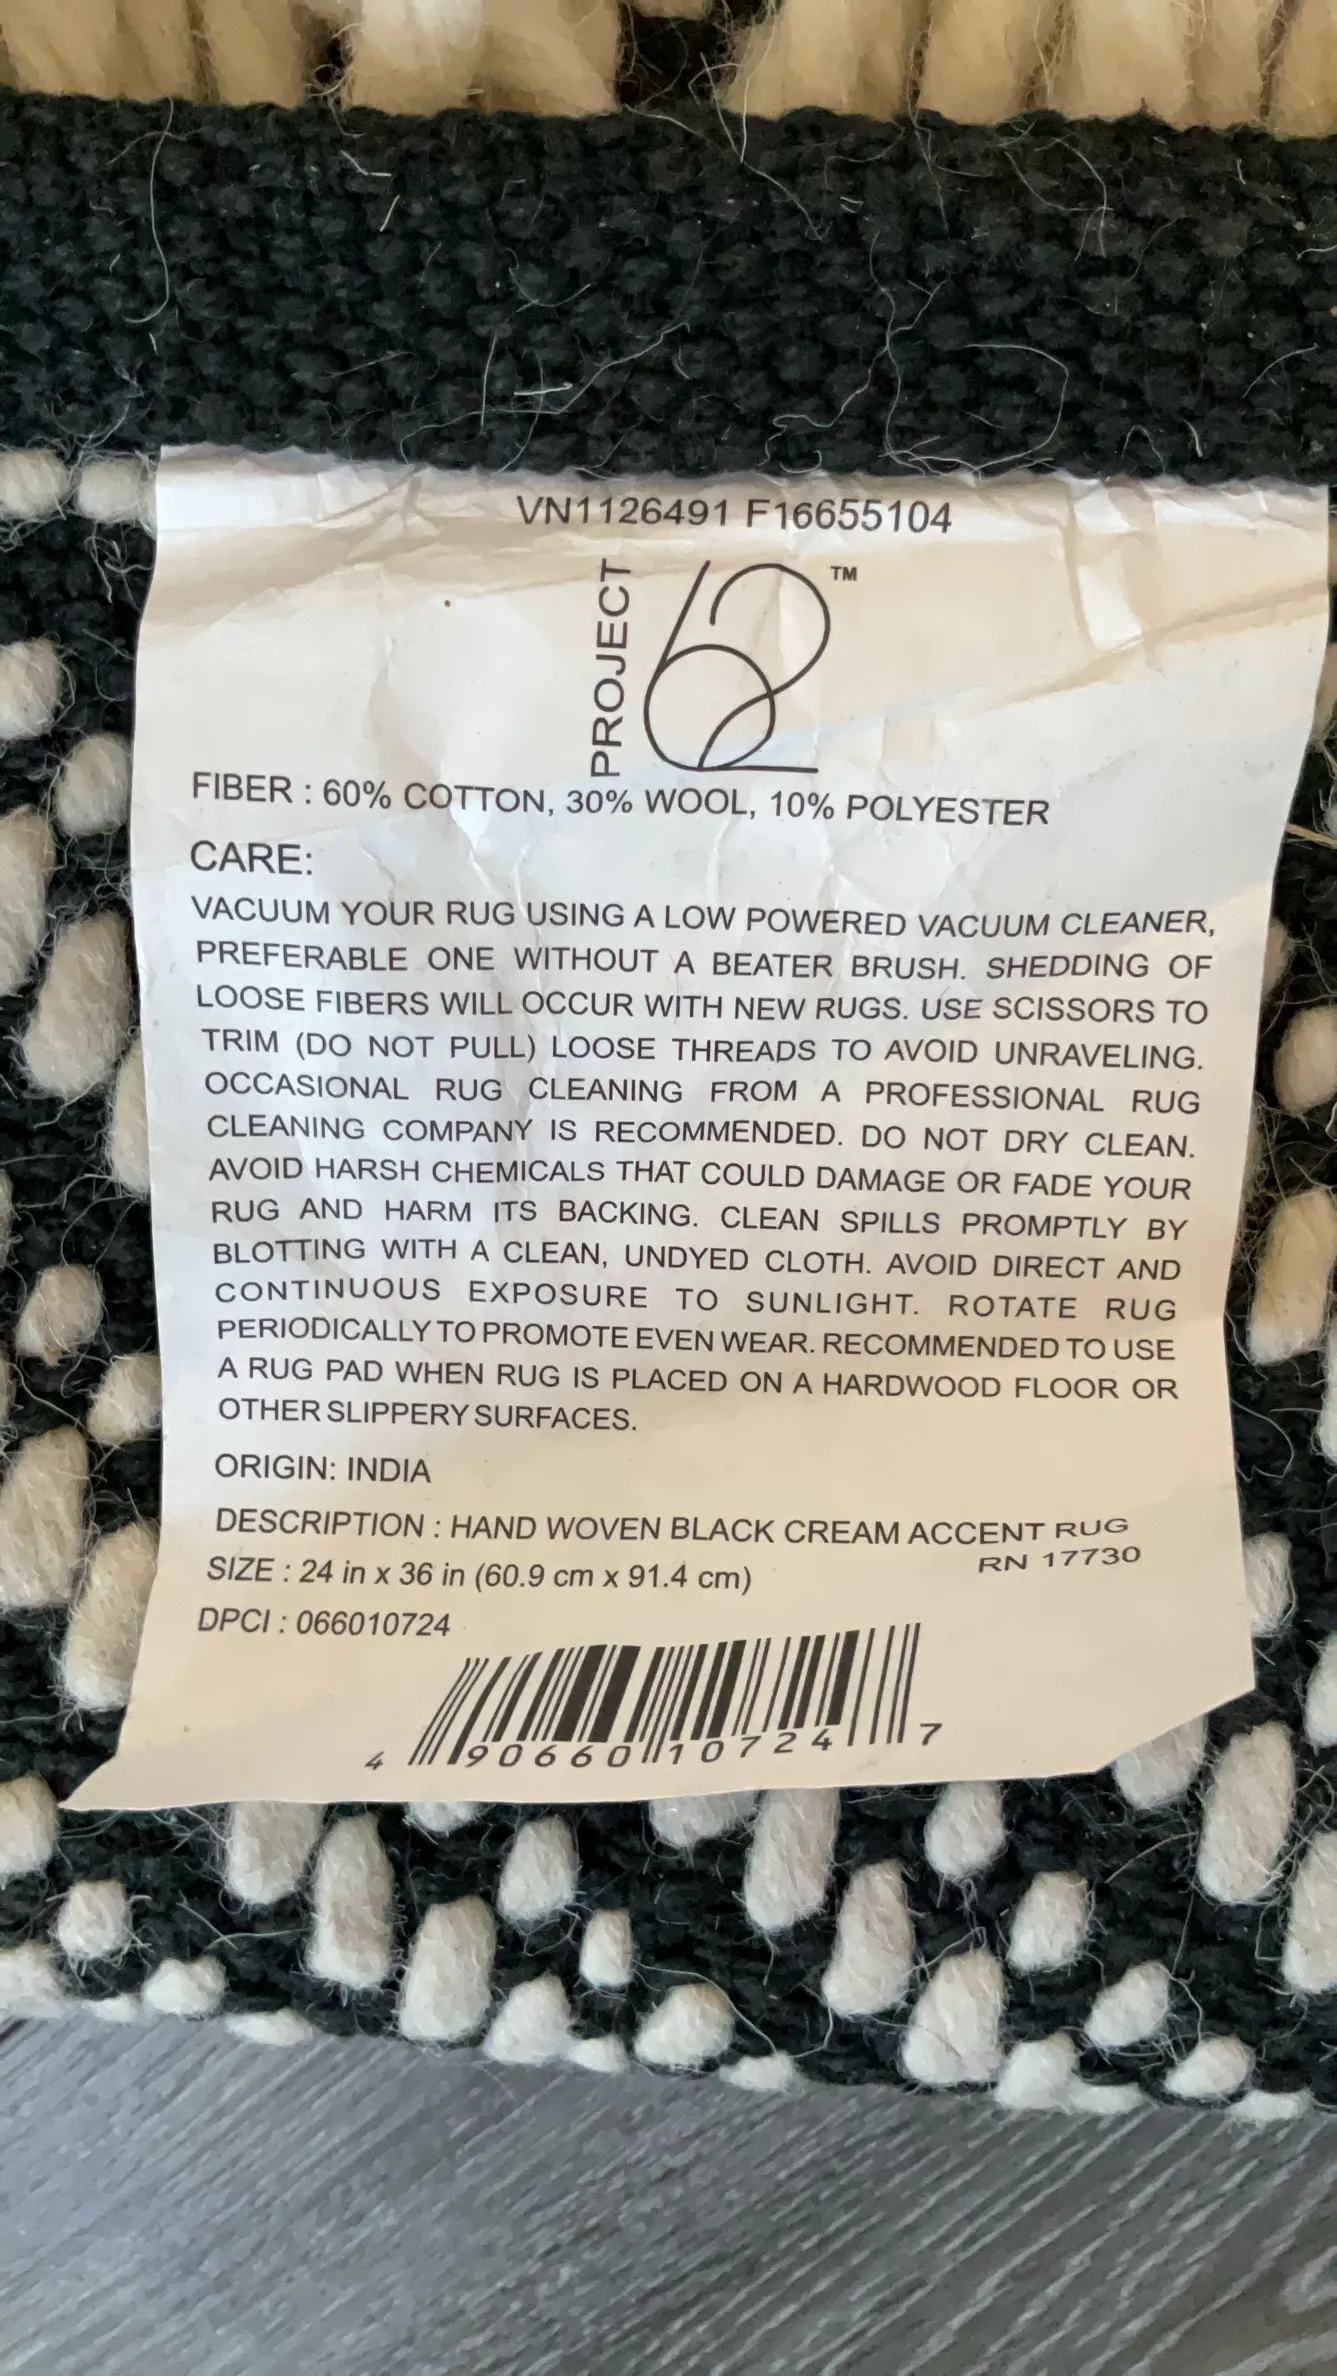 VN1126491 F16655104
PROJECT 62 ™
FIBER : 60% COTTON, 30% WOOL, 10% POLYESTER
CARE:
VACUUM YOUR RUG USING A LOW POWERED VACUUM CLEANER,
PREFERABLE ONE WITHOUT A BEATER BRUSH. SHEDDING OF
LOOSE FIBERS WILL OCCUR WITH NEW RUGS. USE SCISSORS TO
TRIM (DO NOT PULL) LOOSE THREADS TO AVOID UNRAVELING.
OCCASIONAL RUG CLEANING FROM A PROFESSIONAL RUG
CLEANING COMPANY IS RECOMMENDED. DO NOT DRY CLEAN.
AVOID HARSH CHEMICALS THAT COULD DAMAGE OR FADE YOUR
RUG AND HARM ITS BACKING. CLEAN SPILLS PROMPTLY BY
BLOTTING WITH A CLEAN, UNDYED CLOTH. AVOID DIRECT AND
CONTINUOUS EXPOSURE TO SUNLIGHT. ROTATE RUG
PERIODICALLY TO PROMOTE EVEN WEAR. RECOMMENDED TO USE
A RUG PAD WHEN RUG IS PLACED ON A HARDWOOD FLOOR OR
OTHER SLIPPERY SURFACES.
ORIGIN: INDIA
DESCRIPTION : HAND WOVEN BLACK CREAM ACCENT RUG
RN 17730
SIZE : 24 in x 36 in (60.9 cm x 91.4 cm)
DPCI : 066010724
4 90660 10724 7